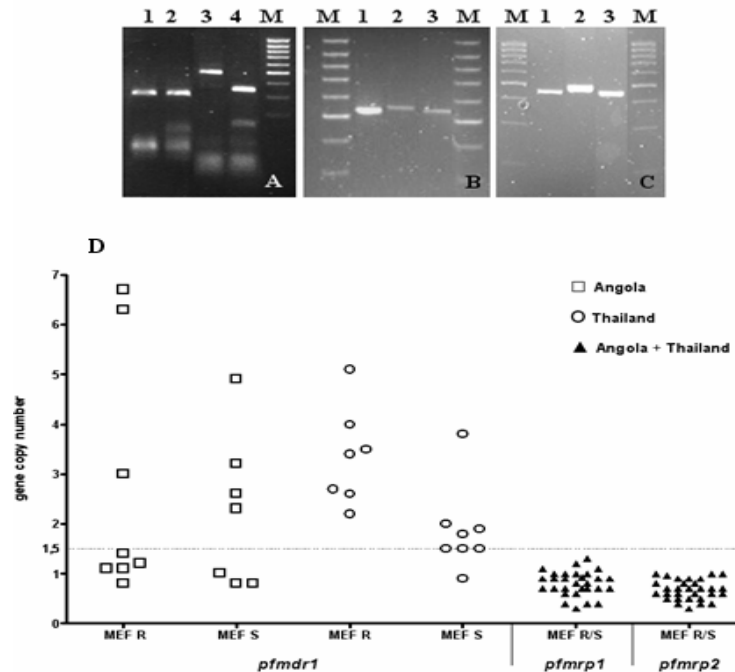 1 2 3 4 M
M 1 2 3 M
M 1 2 3 M
A
B
C
D
7
6
5
4
3
2
1,5
1
0
gene copy number
Angola
Thailand
Angola + Thailand
MEF R
MEF S
MEF R
MEF S
MEF R/S
MEF R/S
pfmdr1
pfmrp1
pfmrp2